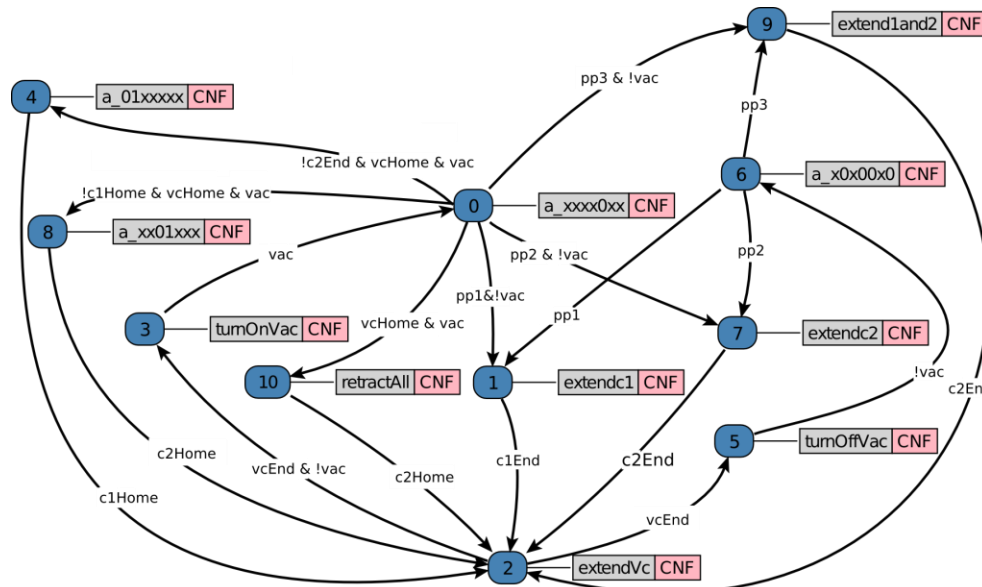 9 extend1and2 CNF
pp3 & !vac
4 a_01xxxxx CNF
pp3
!c2End & vcHome & vac
6 a_x0x00x0 CNF
!c1Home & vcHome & vac
0 a_xxxx0xx CNF
8 a_xx01xxx CNF
vac
pp2 & !vac
pp2
pp1&!vac
pp1
3 turnOnVac CNF
vcHome & vac
7 extendc2 CNF
10 retractAll CNF
1 extendc1 CNF
!vac
c2End
5 turnOffVac CNF
c2Home
c1End
c2End
vcEnd & !vac
c2Home
c1Home
vcEnd
2 extendVc CNF